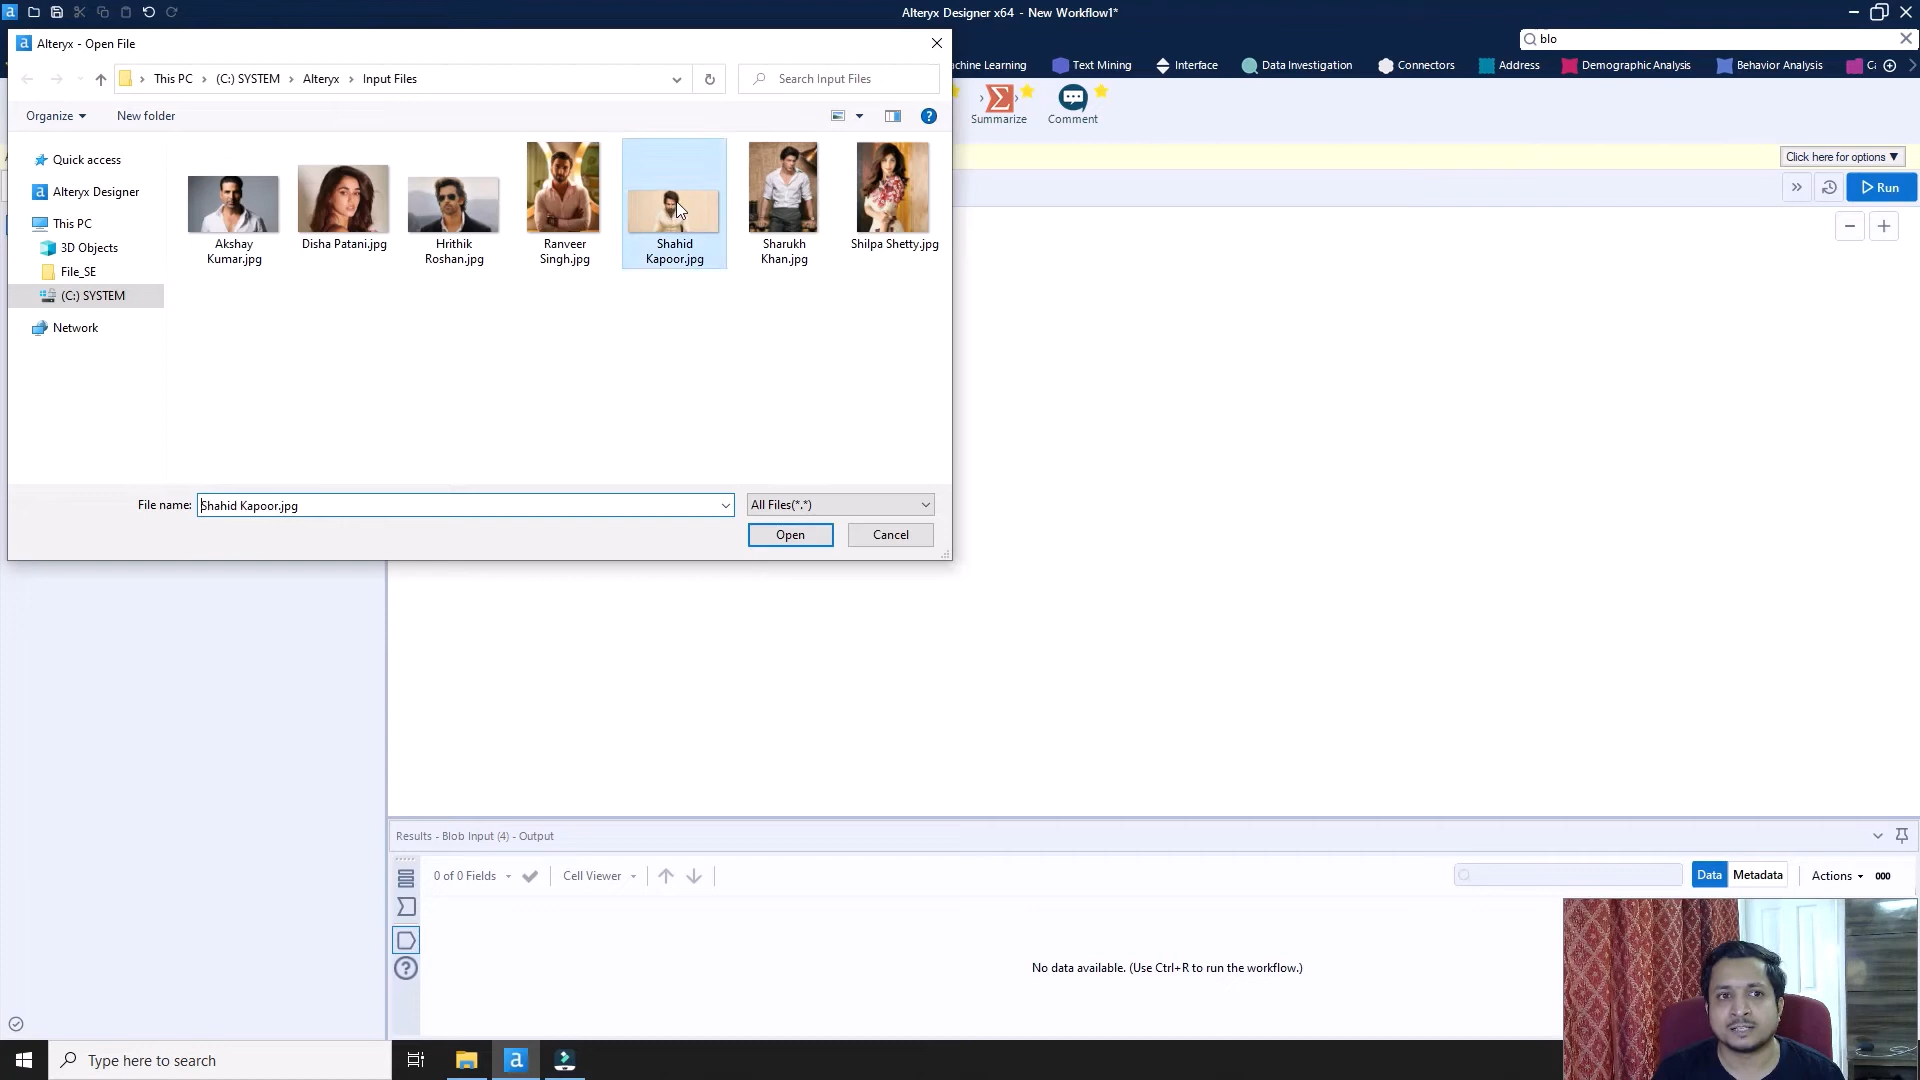 Alteryx Designer x64 - New Workflow1*
Alteryx - Open File
blo
This PC > (C:) SYSTEM > Alteryx > Input Files
Search Input Files
achine Learning
Text Mining
Interface
Data Investigation
Connectors
Address
Demographic Analysis
Behavior Analysis
Summarize
Comment
Organize
New folder
Click here for options ▼
Run
Quick access
Alteryx Designer
This PC
3D Objects
File_SE
(C:) SYSTEM
Network
Akshay
Kumar.jpg
Disha Patani.jpg
Hrithik
Roshan.jpg
Ranveer
Singh.jpg
Shahid
Kapoor.jpg
Sharukh
Khan.jpg
Shilpa Shetty.jpg
File name: Shahid Kapoor.jpg
All Files(*.*)
Open
Cancel
Results - Blob Input (4) - Output
0 of 0 Fields
Cell Viewer
Data
Metadata
Actions
000
No data available. (Use Ctrl+R to run the workflow.)
Type here to search